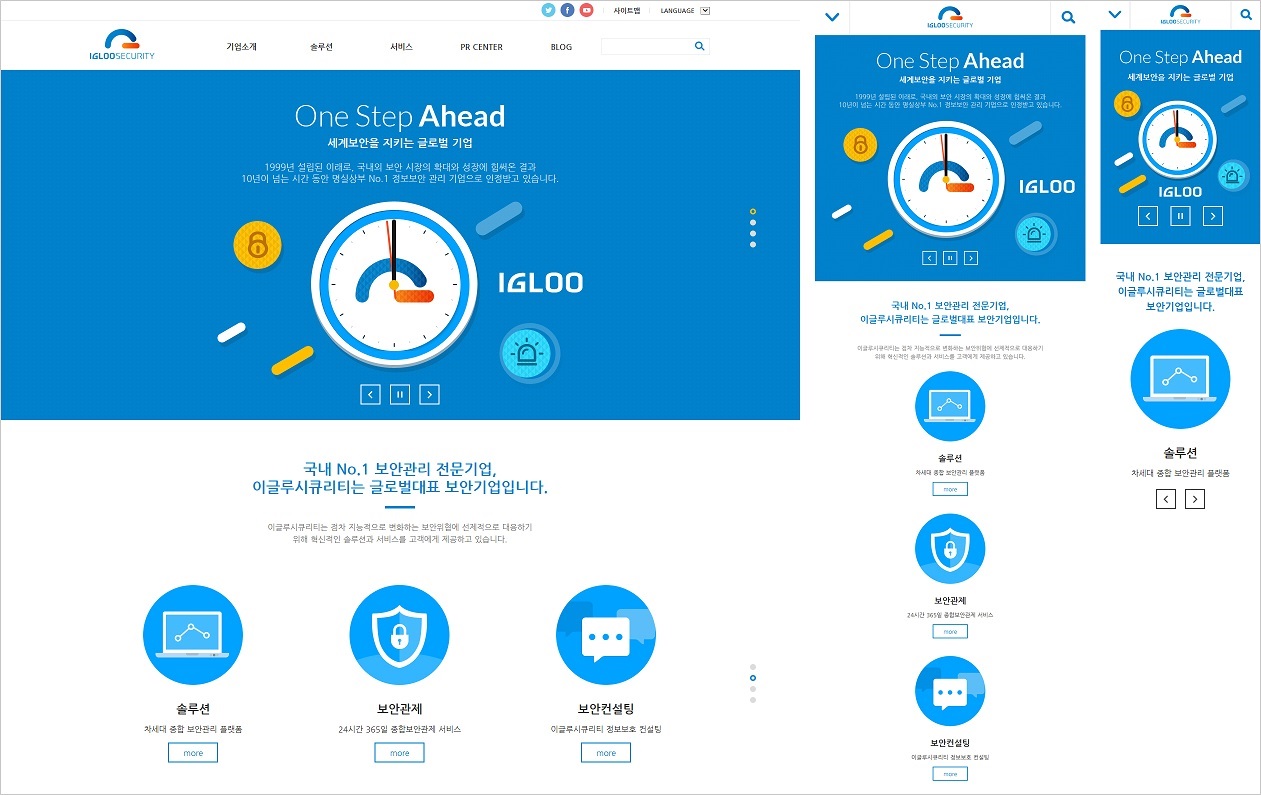 사이트맵
LANGUAGE
IGLOOSECURITY
기업소개
솔루션
서비스
PR CENTER
BLOG
One Step Ahead
세계보안을 지키는 글로벌 기업
1999년 설립된 이래로, 국내외 보안 시장의 확대와 성장에 힘써온 결과
10년이 넘는 시간 동안 명실상부 No.1 정보보안 관리 기업으로 인정받고 있습니다.
IGLOO
국내 No.1 보안관리 전문기업,
이글루시큐리티는 글로벌대표 보안기업입니다.
이글루시큐리티는 점차 지능적으로 변화하는 보안위협에 선제적으로 대응하기
위해 혁신적인 솔루션과 서비스를 고객에게 제공하고 있습니다.
솔루션
차세대 종합 보안관리 플랫폼
more
보안관제
24시간 365일 종합보안관제 서비스
more
보안컨설팅
이글루시큐리티 정보보호 컨설팅
more
IGLOOSECURITY
One Step Ahead
세계보안을 지키는 글로벌 기업
1999년 설립된 이래로, 국내외 보안 시장의 확대와 성장에 힘써온 결과
10년이 넘는 시간 동안 명실상부 No.1 정보보안 관리 기업으로 인정받고 있습니다.
IGLOO
국내 No.1 보안관리 전문기업,
이글루시큐리티는 글로벌대표 보안기업입니다.
이글루시큐리티는 점차 지능적으로 변화하는 보안위협에 선제적으로 대응하기
위해 혁신적인 솔루션과 서비스를 고객에게 제공하고 있습니다.
솔루션
차세대 종합 보안관리 플랫폼
more
보안관제
24시간 365일 종합보안관제 서비스
more
보안컨설팅
이글루시큐리티 정보보호 컨설팅
more
IGLOOSECURITY
One Step Ahead
세계보안을 지키는 글로벌 기업
IGLOO
국내 No.1 보안관리 전문기업,
이글루시큐리티는 글로벌대표
보안기업입니다.
솔루션
차세대 종합 보안관리 플랫폼